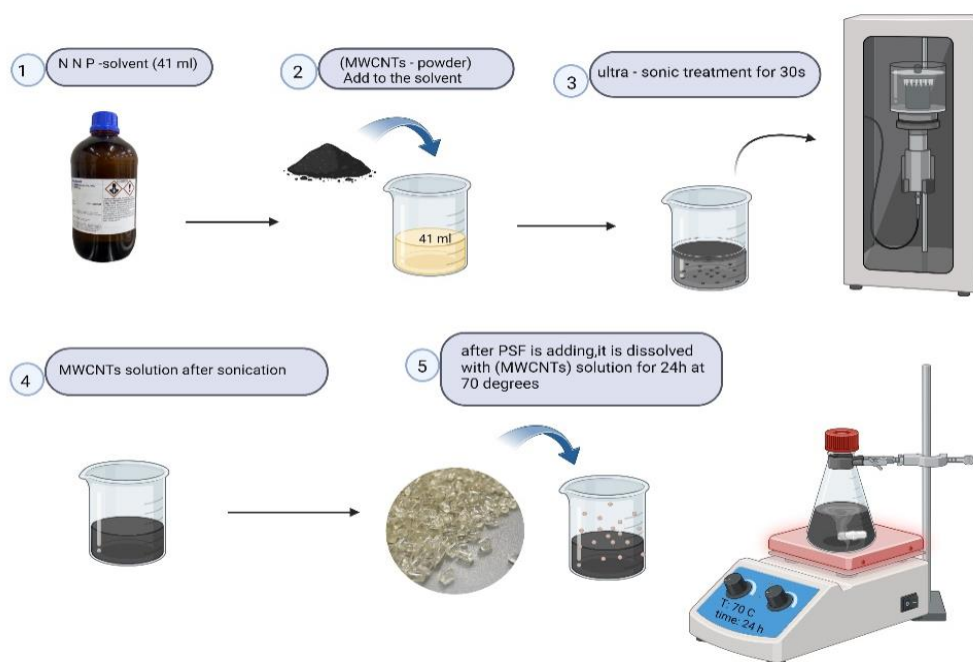 1
N N P -solvent (41 ml)
2
(MWCNTs - powder)
Add to the solvent
3
ultra - sonic treatment for 30s
41 ml
4
MWCNTs solution after sonication
5
after PSF is adding,it is dissolved
with (MWCNTs) solution for 24h at
70 degrees
T: 70 C
time: 24 h